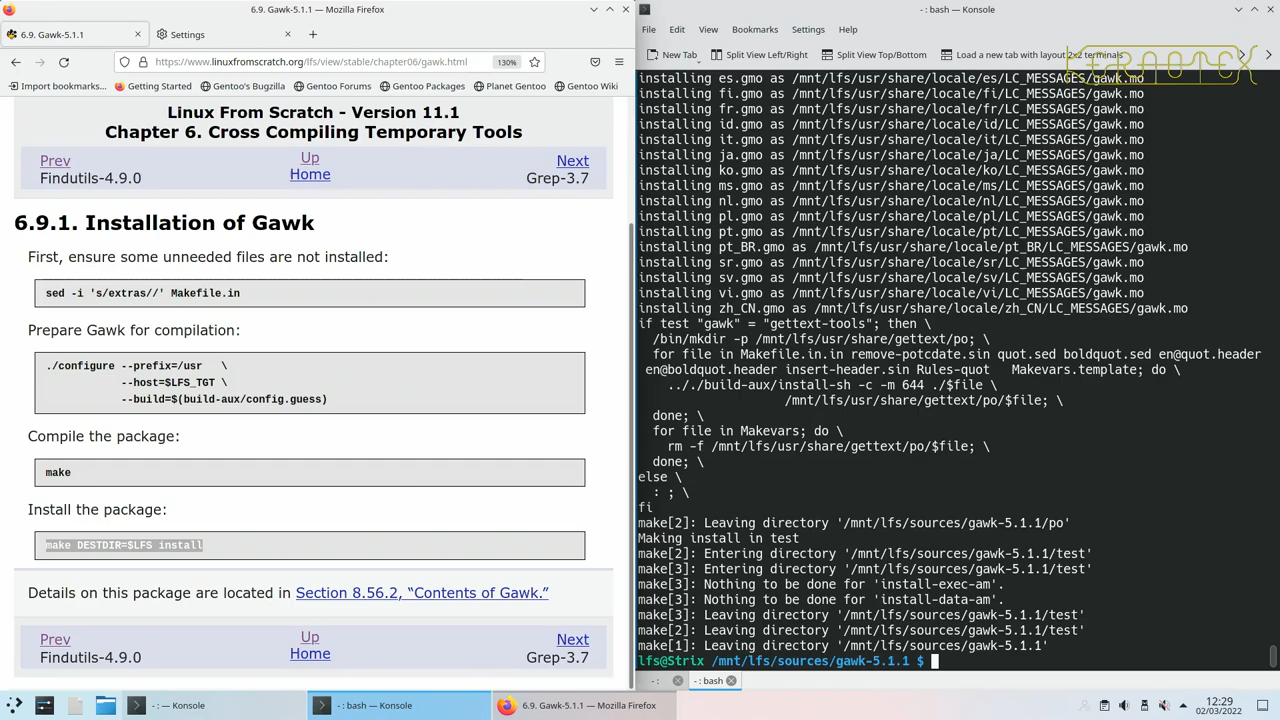 6.9. Gawk-5.1.1 — Mozilla Firefox
6.9. Gawk-5.1.1
Settings
https://www.linuxfromscratch.org/lfs/view/stable/chapter06/gawk.html
130%
Import bookmarks...
Getting Started
Gentoo's Bugzilla
Gentoo Forums
Gentoo Packages
Planet Gentoo
Gentoo Wiki
Linux From Scratch - Version 11.1
Chapter 6. Cross Compiling Temporary Tools
Prev
Up
Next
Findutils-4.9.0
Home
Grep-3.7
6.9.1. Installation of Gawk
First, ensure some unneeded files are not installed:
sed -i 's/extras//' Makefile.in
Prepare Gawk for compilation:
./configure --prefix=/usr \
--host=$LFS_TGT \
--build=$(build-aux/config.guess)
Compile the package:
make
Install the package:
make DESTDIR=$LFS install
Details on this package are located in Section 8.56.2, “Contents of Gawk.”
Prev
Up
Next
Findutils-4.9.0
Home
Grep-3.7
- : bash — Konsole
File Edit View Bookmarks Settings Help
New Tab
Split View Left/Right
Split View Top/Bottom
Load a new tab with layout 2x2 terminals
KERNOTEX
installing es.gmo as /mnt/lfs/usr/share/locale/es/LC_MESSAGES/gawk.mo
installing fi.gmo as /mnt/lfs/usr/share/locale/fi/LC_MESSAGES/gawk.mo
installing fr.gmo as /mnt/lfs/usr/share/locale/fr/LC_MESSAGES/gawk.mo
installing id.gmo as /mnt/lfs/usr/share/locale/id/LC_MESSAGES/gawk.mo
installing it.gmo as /mnt/lfs/usr/share/locale/it/LC_MESSAGES/gawk.mo
installing ja.gmo as /mnt/lfs/usr/share/locale/ja/LC_MESSAGES/gawk.mo
installing ko.gmo as /mnt/lfs/usr/share/locale/ko/LC_MESSAGES/gawk.mo
installing ms.gmo as /mnt/lfs/usr/share/locale/ms/LC_MESSAGES/gawk.mo
installing nl.gmo as /mnt/lfs/usr/share/locale/nl/LC_MESSAGES/gawk.mo
installing pl.gmo as /mnt/lfs/usr/share/locale/pl/LC_MESSAGES/gawk.mo
installing pt.gmo as /mnt/lfs/usr/share/locale/pt/LC_MESSAGES/gawk.mo
installing pt_BR.gmo as /mnt/lfs/usr/share/locale/pt_BR/LC_MESSAGES/gawk.mo
installing sr.gmo as /mnt/lfs/usr/share/locale/sr/LC_MESSAGES/gawk.mo
installing sv.gmo as /mnt/lfs/usr/share/locale/sv/LC_MESSAGES/gawk.mo
installing vi.gmo as /mnt/lfs/usr/share/locale/vi/LC_MESSAGES/gawk.mo
installing zh_CN.gmo as /mnt/lfs/usr/share/locale/zh_CN/LC_MESSAGES/gawk.mo
if test "gawk" = "gettext-tools"; then \
/bin/mkdir -p /mnt/lfs/usr/share/gettext/po; \
for file in Makefile.in.in remove-potcdate.sin quot.sed boldquot.sed en@quot.header
en@boldquot.header insert-header.sin Rules-quot Makevars.template; do \
.././build-aux/install-sh -c -m 644 ./$file \
/mnt/lfs/usr/share/gettext/po/$file; \
done; \
for file in Makevars; do \
rm -f /mnt/lfs/usr/share/gettext/po/$file; \
done; \
else \
: ; \
fi
make[2]: Leaving directory '/mnt/lfs/sources/gawk-5.1.1/po'
Making install in test
make[2]: Entering directory '/mnt/lfs/sources/gawk-5.1.1/test'
make[3]: Entering directory '/mnt/lfs/sources/gawk-5.1.1/test'
make[3]: Nothing to be done for 'install-exec-am'.
make[3]: Nothing to be done for 'install-data-am'.
make[3]: Leaving directory '/mnt/lfs/sources/gawk-5.1.1/test'
make[2]: Leaving directory '/mnt/lfs/sources/gawk-5.1.1/test'
make[1]: Leaving directory '/mnt/lfs/sources/gawk-5.1.1'
lfs@Strix /mnt/lfs/sources/gawk-5.1.1 $
- :
- : bash
- : — Konsole
- : bash — Konsole
6.9. Gawk-5.1.1 — Mozilla Firefox
12:29
02/03/2022